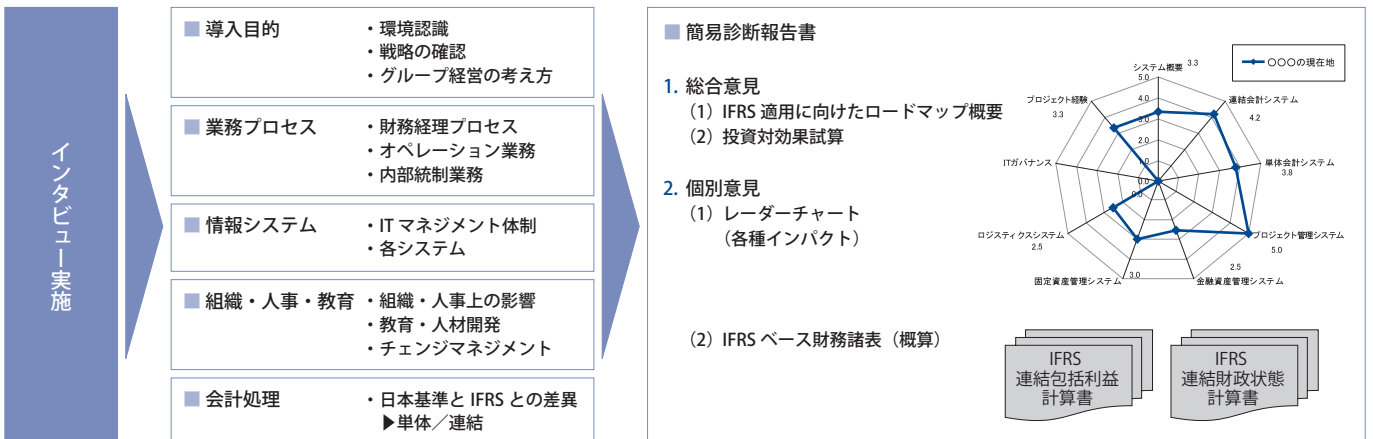 インタビュー実施
■ 導入目的
・環境認識
・戦略の確認
・グループ経営の考え方
■ 業務プロセス
・財務経理プロセス
・オペレーション業務
・内部統制業務
■ 情報システム
・IT マネジメント体制
・各システム
■ 組織・人事・教育
・組織・人事上の影響
・教育・人材開発
・チェンジマネジメント
■ 会計処理
・日本基準と IFRS との差異
▶単体／連結
■ 簡易診断報告書
1. 総合意見
（1）IFRS 適用に向けたロードマップ概要
（2）投資対効果試算
2. 個別意見
（1）レーダーチャート
（各種インパクト）
〇〇〇の現在地
システム概要 3.3
連結会計システム
4.2
単体会計システム
3.8
プロジェクト管理システム
5.0
2.5
金融資産管理システム
3.0
固定資産管理システム
ロジスティクスシステム
2.5
ITガバナンス
0.0
プロジェクト経験
3.3
5.0
4.0
3.0
2.0
1.0
0.0
（2）IFRS ベース財務諸表（概算）
IFRS
連結包括利益
計算書
IFRS
連結財政状態
計算書